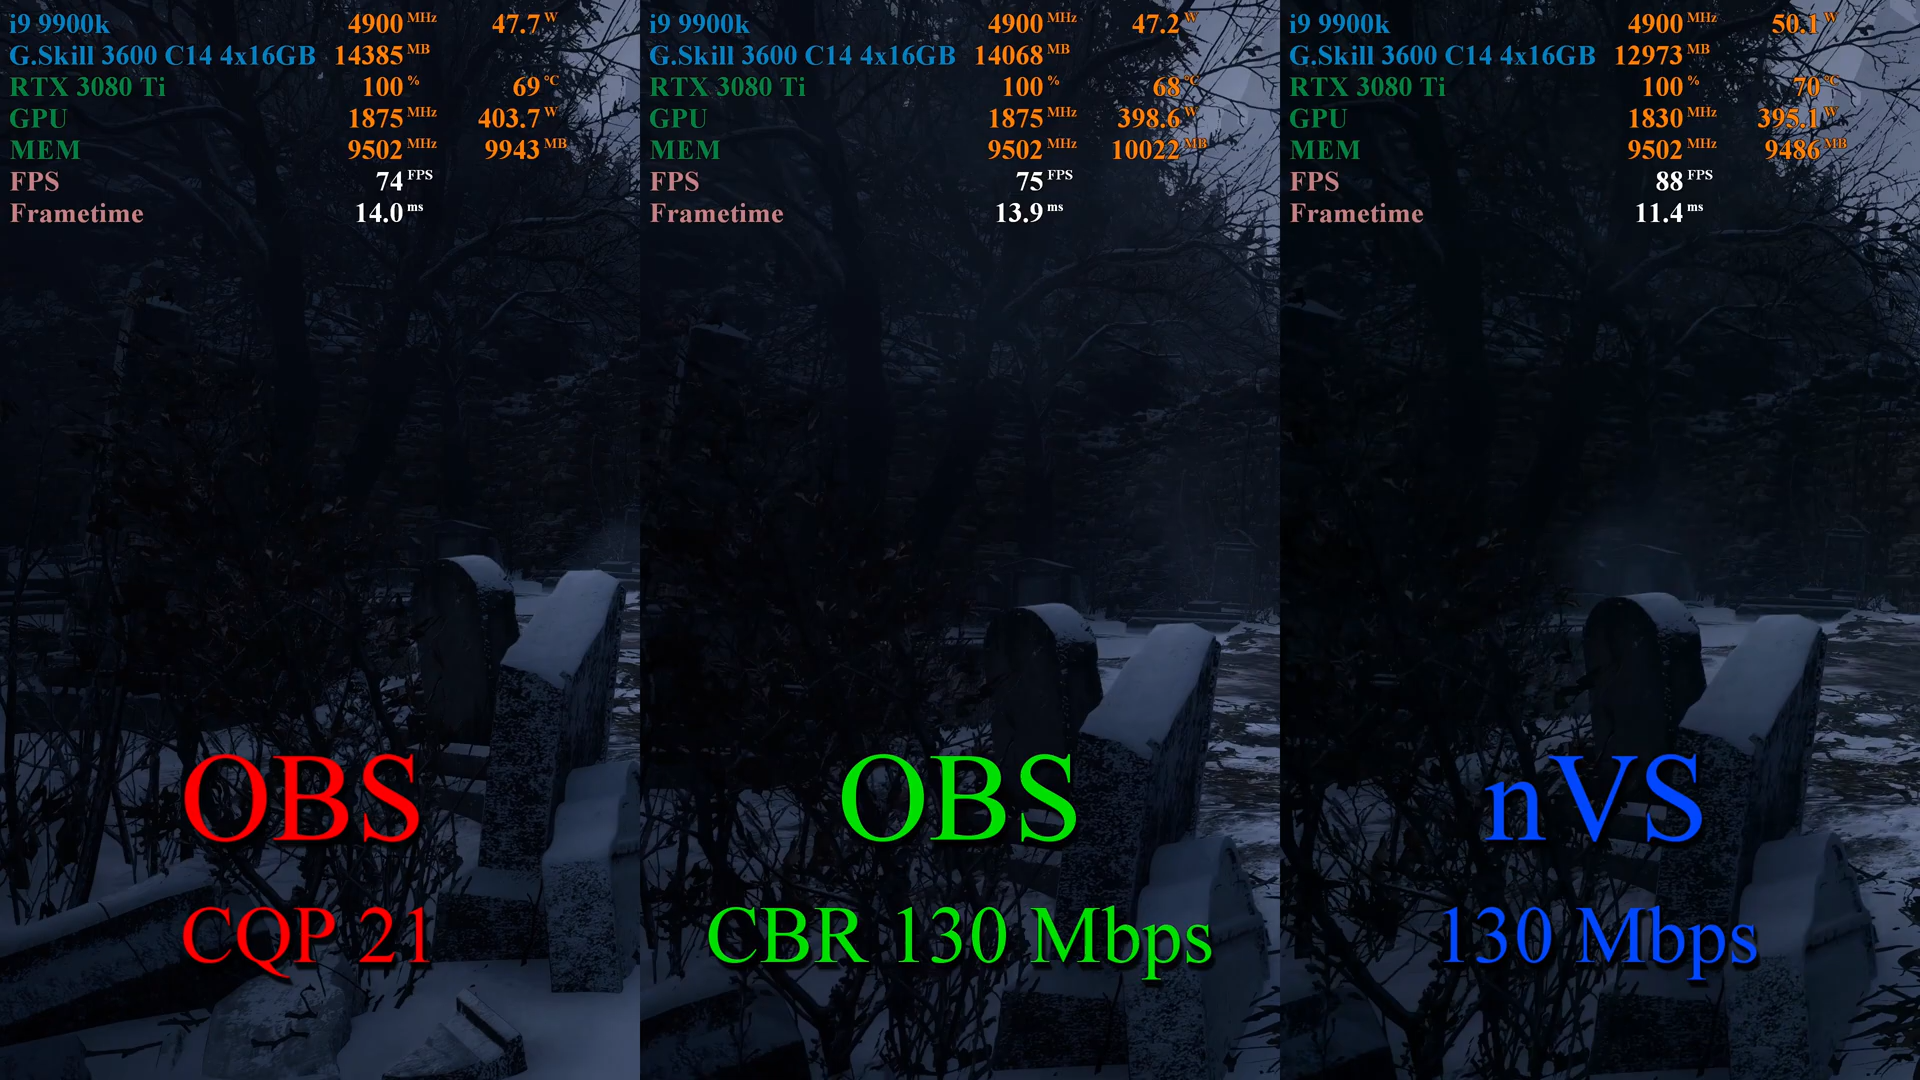 i9 9900k 4900 MHz 47.7 W
G.Skill 3600 C14 4x16GB 14385 MB
RTX 3080 Ti 100 % 69 °C
GPU 1875 MHz 403.7 W
MEM 9502 MHz 9943 MB
FPS 74 FPS
Frametime 14.0 ms
OBS
CQP 21
i9 9900k 4900 MHz 47.2 W
G.Skill 3600 C14 4x16GB 14068 MB
RTX 3080 Ti 100 % 68 °C
GPU 1875 MHz 398.6 W
MEM 9502 MHz 10022 MB
FPS 75 FPS
Frametime 13.9 ms
OBS
CBR 130 Mbps
i9 9900k 4900 MHz 50.1 W
G.Skill 3600 C14 4x16GB 12973 MB
RTX 3080 Ti 100 % 70 °C
GPU 1830 MHz 395.1 W
MEM 9502 MHz 9486 MB
FPS 88 FPS
Frametime 11.4 ms
nVS
130 Mbps